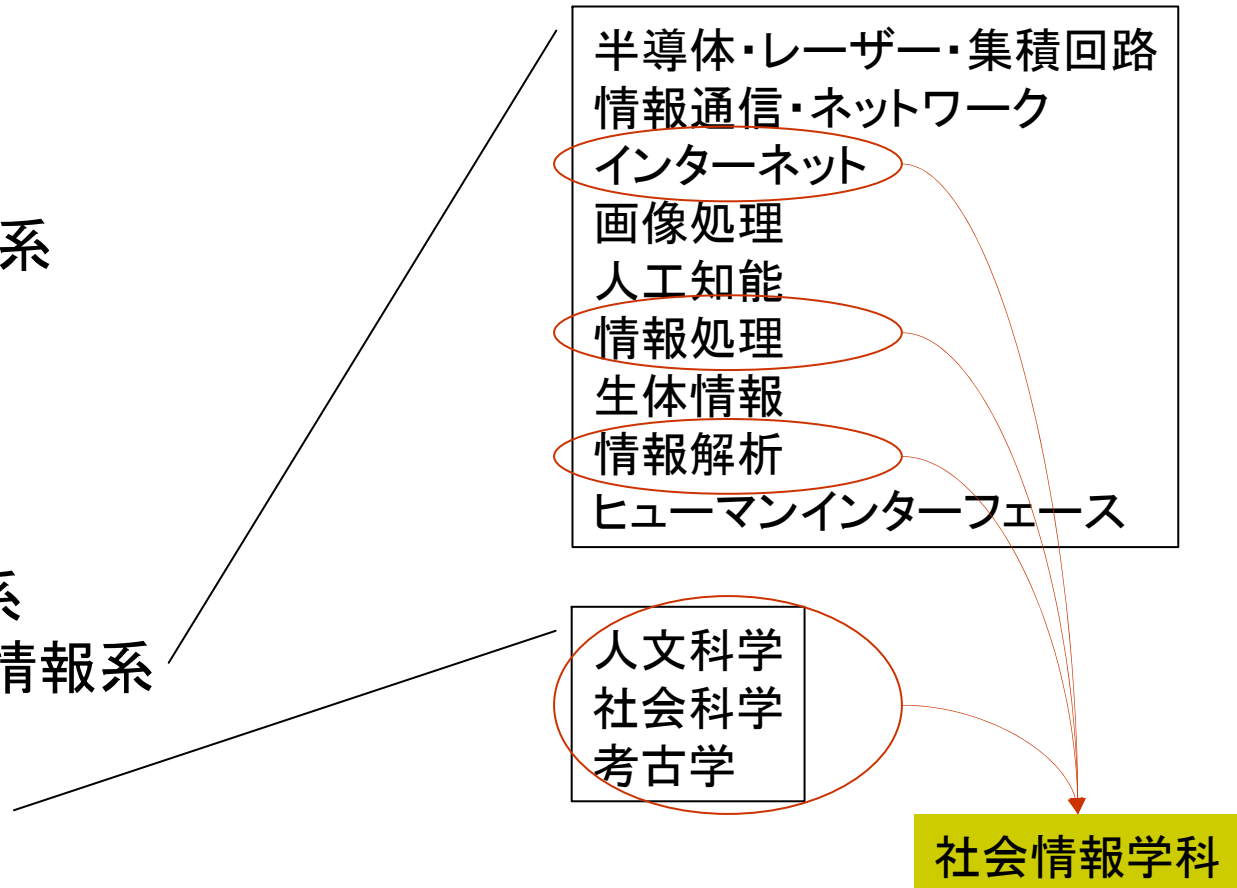 系
系
情報系
半導体・レーザー・集積回路
情報通信・ネットワーク
インターネット
画像処理
人工知能
情報処理
生体情報
情報解析
ヒューマンインターフェース
人文科学
社会科学
考古学
社会情報学科